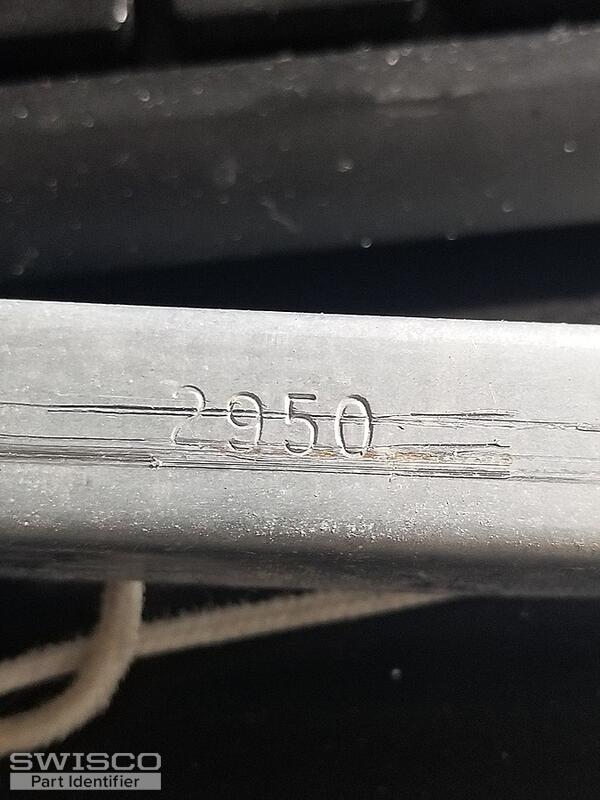 2950
SWISCO
Part Identifier